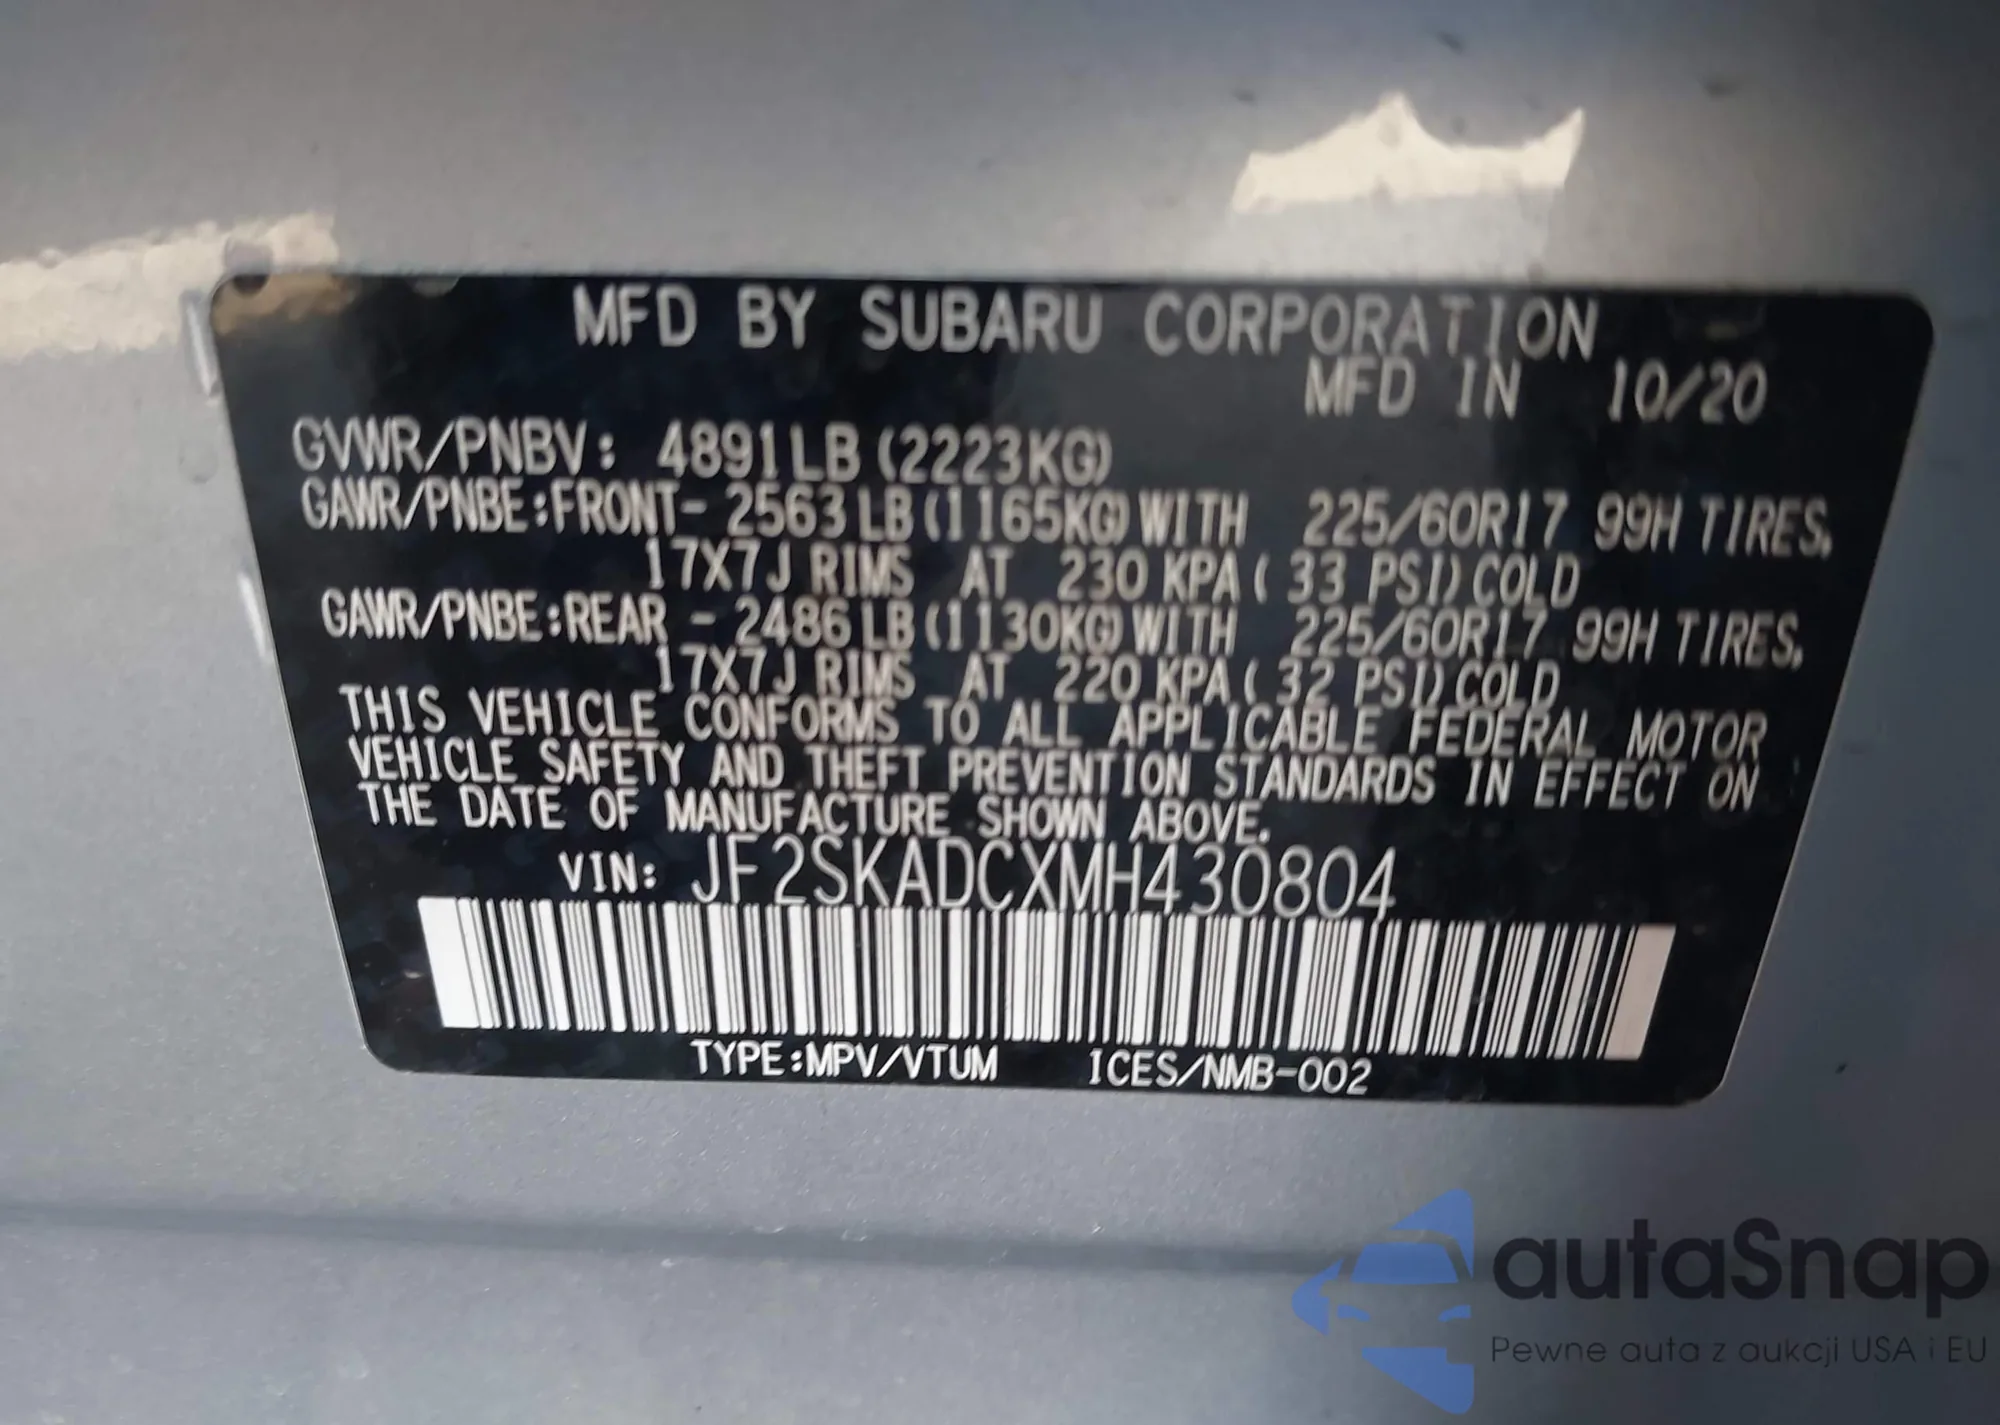 MFD BY SUBARU CORPORATION
MFD IN 10/20
GVWR/PNBV: 4891LB (2223KG)
GAWR/PNBE:FRONT- 2563LB(1165KG)WITH 225/60R17 99H TIRES,
17X7J RIMS AT 230 KPA( 33 PSI)COLD
GAWR/PNBE:REAR - 2486LB(1130KG)WITH 225/60R17 99H TIRES,
17X7J RIMS AT 220 KPA( 32 PSI)COLD
THIS VEHICLE CONFORMS TO ALL APPLICABLE FEDERAL MOTOR
VEHICLE SAFETY AND THEFT PREVENTION STANDARDS IN EFFECT ON
THE DATE OF MANUFACTURE SHOWN ABOVE.
VIN: JF2SKADCXMH430804
TYPE:MPV/VTUM ICES/NMB-002
autaSnap
Pewne auta z aukcji USA i EU